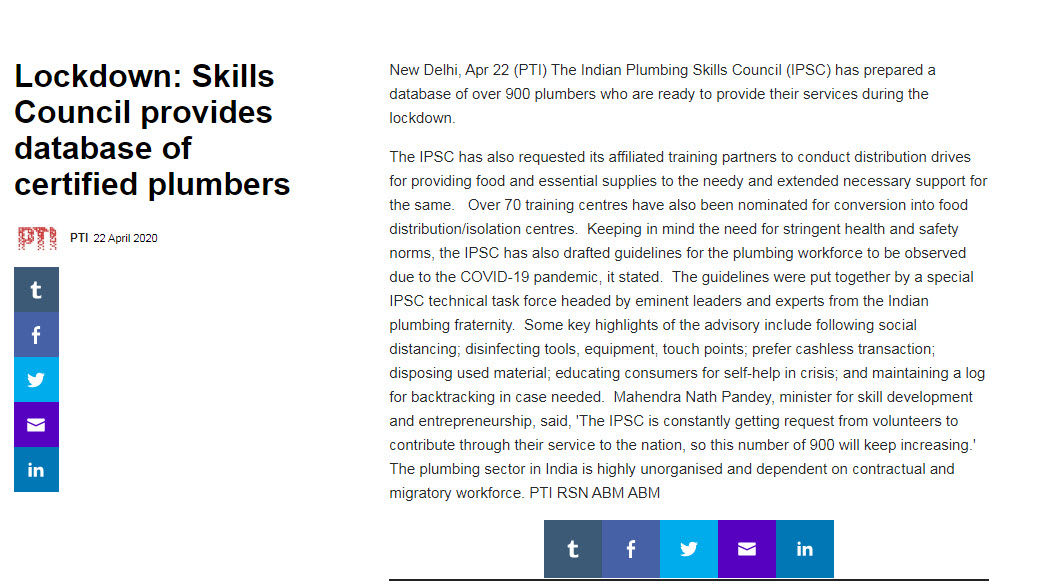 Lockdown: Skills
Council provides
database of
certified plumbers
PTI PTI 22 April 2020
t
f
in
New Delhi, Apr 22 (PTI) The Indian Plumbing Skills Council (IPSC) has prepared a
database of over 900 plumbers who are ready to provide their services during the
lockdown.
The IPSC has also requested its affiliated training partners to conduct distribution drives
for providing food and essential supplies to the needy and extended necessary support for
the same. Over 70 training centres have also been nominated for conversion into food
distribution/isolation centres. Keeping in mind the need for stringent health and safety
norms, the IPSC has also drafted guidelines for the plumbing workforce to be observed
due to the COVID-19 pandemic, it stated. The guidelines were put together by a special
IPSC technical task force headed by eminent leaders and experts from the Indian
plumbing fraternity. Some key highlights of the advisory include following social
distancing; disinfecting tools, equipment, touch points; prefer cashless transaction;
disposing used material; educating consumers for self-help in crisis; and maintaining a log
for backtracking in case needed. Mahendra Nath Pandey, minister for skill development
and entrepreneurship, said, 'The IPSC is constantly getting request from volunteers to
contribute through their service to the nation, so this number of 900 will keep increasing.'
The plumbing sector in India is highly unorganised and dependent on contractual and
migratory workforce. PTI RSN ABM ABM
t f in